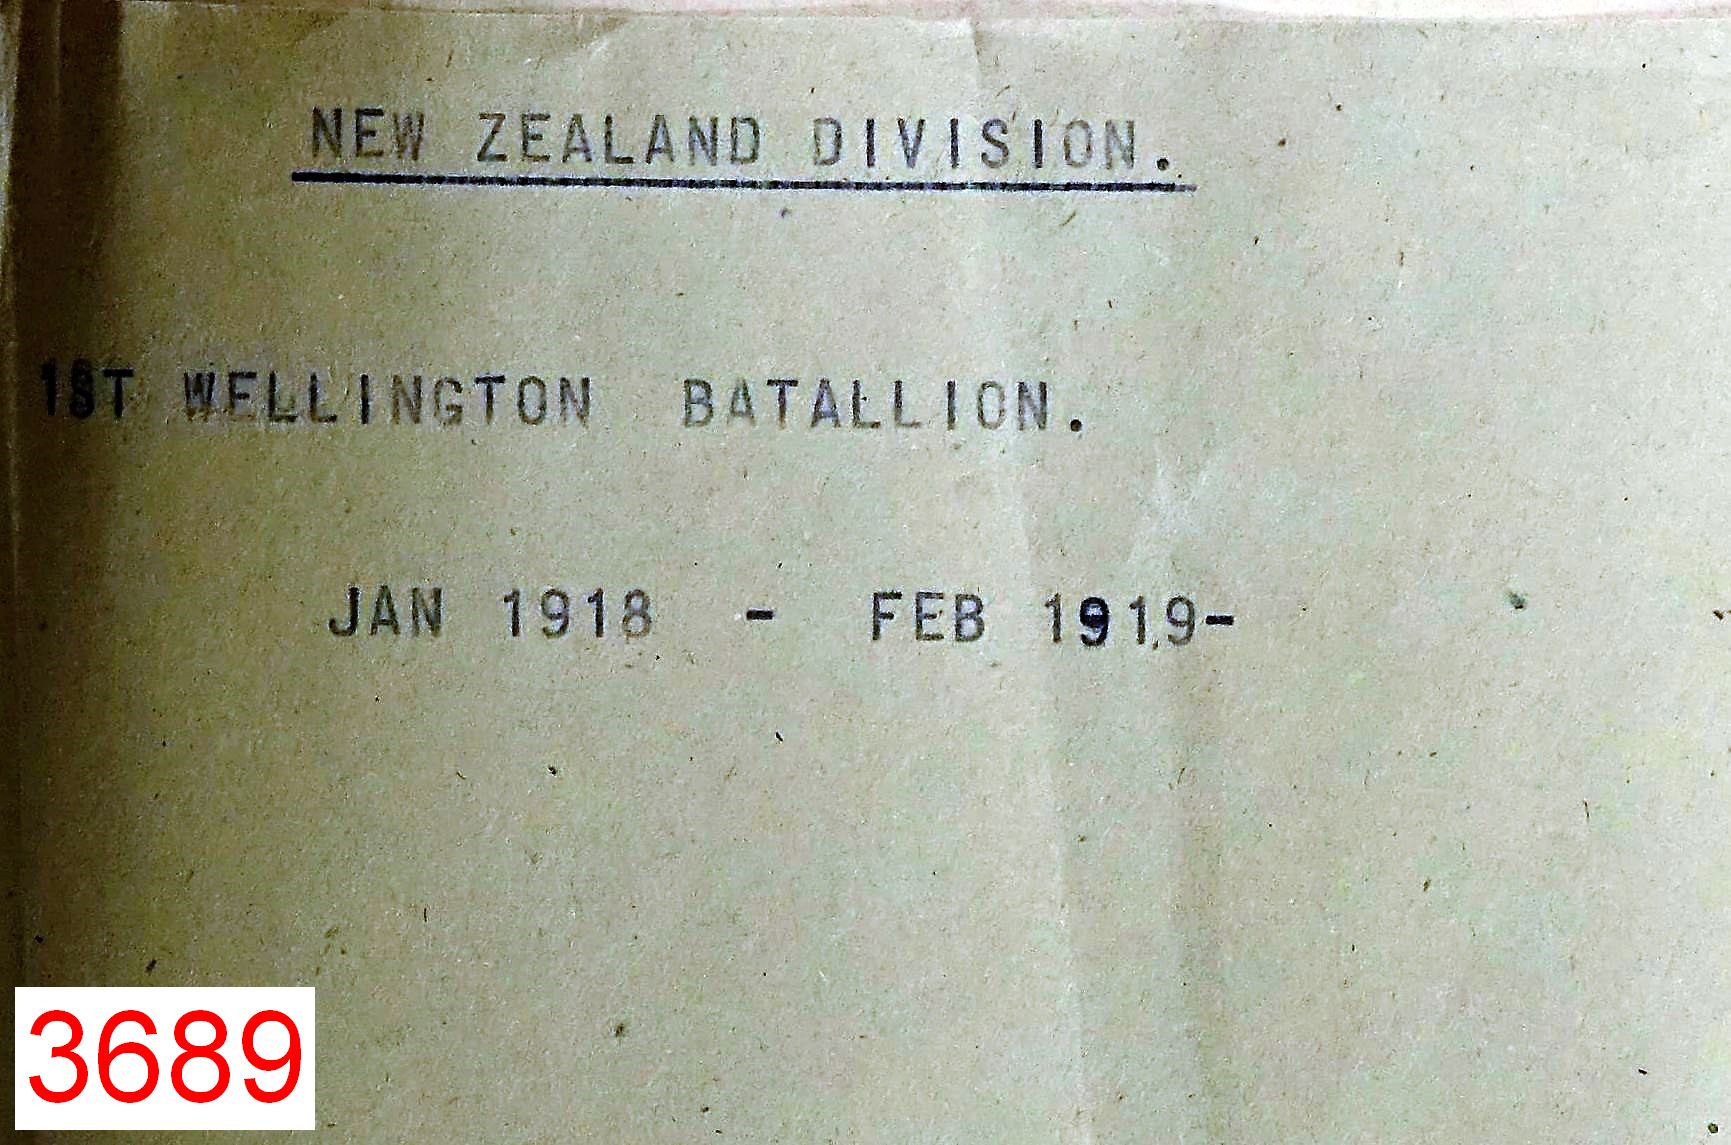 NEW ZEALAND DIVISION.
1ST WELLINGTON BATALLION.
JAN 1918 - FEB 1919-
3689